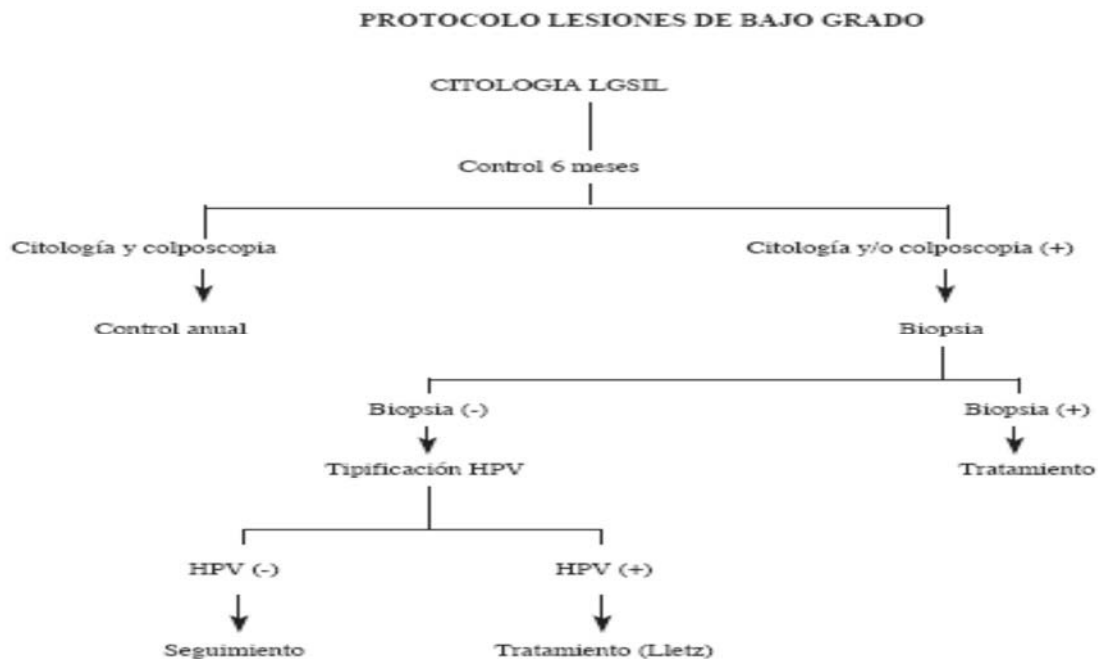 PROTOCOLO LESIONES DE BAJO GRADO
CITOLOGIA LGSIL
Control 6 meses
Citología y colposcopia
Citología y/o colposcopia (+)
Control anual
Biopsia
Biopsia (-)
Biopsia (+)
Tipificación HPV
Tratamiento
HPV (-)
HPV (+)
Seguimiento
Tratamiento (Lletz)